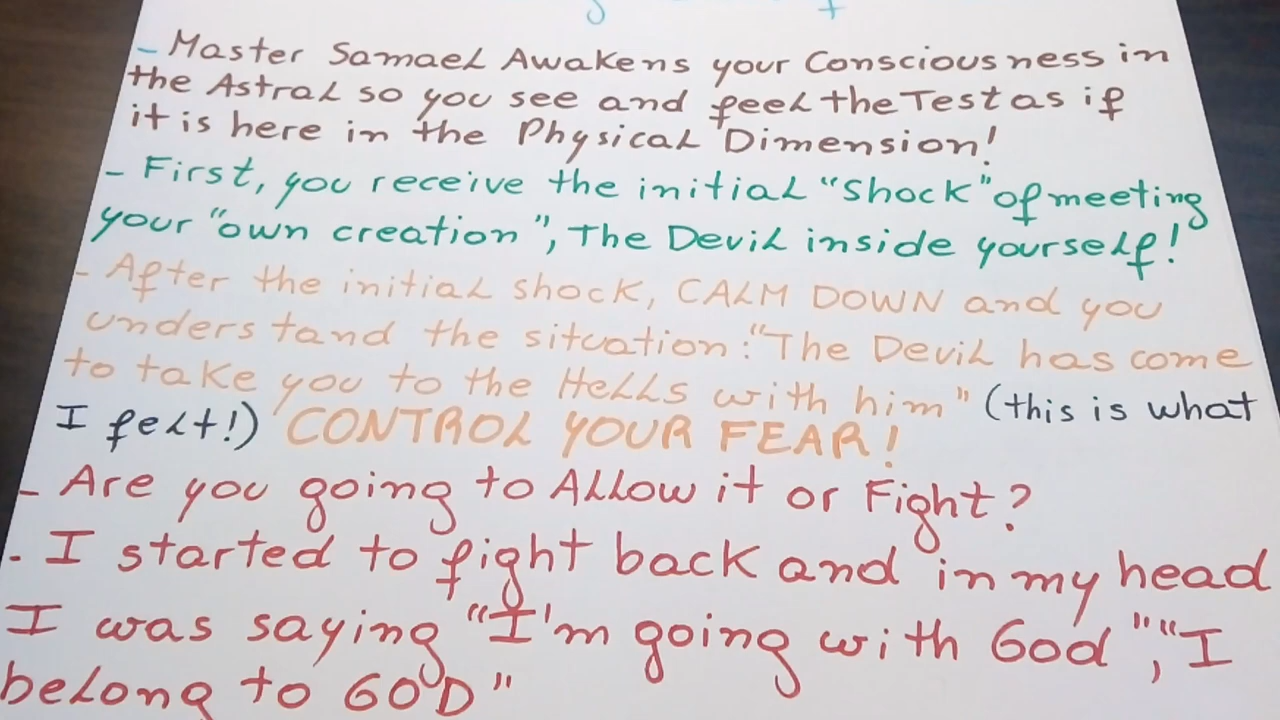 - Master Samael Awakens your Consciousness in
the Astral so you see and feel the Test as if
it is here in the Physical Dimension!
- First, you receive the initial "Shock" of meeting
your "own creation", The Devil inside yourself!
- After the initial shock, CALM DOWN and you
understand the situation: "The Devil has come
to take you to the Hells with him" (this is what
I felt!) CONTROL YOUR FEAR!
- Are you going to Allow it or Fight?
. I started to fight back and in my head
I was saying "I'm going with God", "I
belong to GOD"